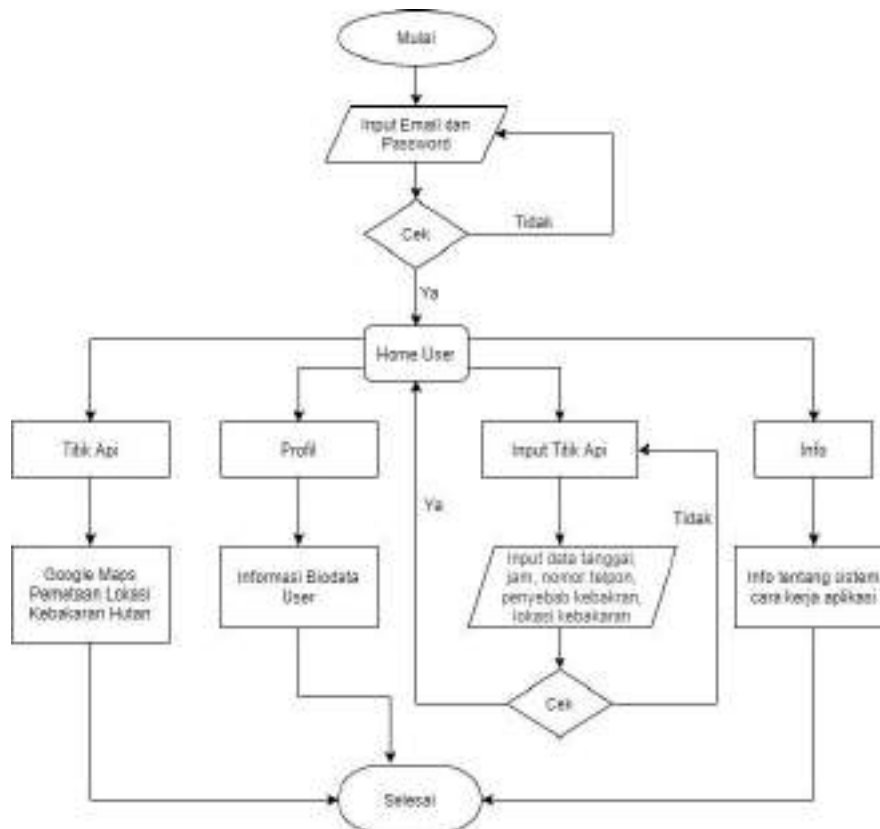 Mulai
Input Email dan
Password
Cek
Tidak
Ya
Home User
Titik Api
Profil
Input Titik Api
Info
Ya
Tidak
Google Maps
Pemetaan Lokasi
Kebakaran Hutan
Informasi Biodata
User
Input data tanggal,
jam, nomor telpon,
penyebab kebakran,
lokasi kebakaran
Info tentang sistem
cara kerja aplikasi
Cek
Selesai